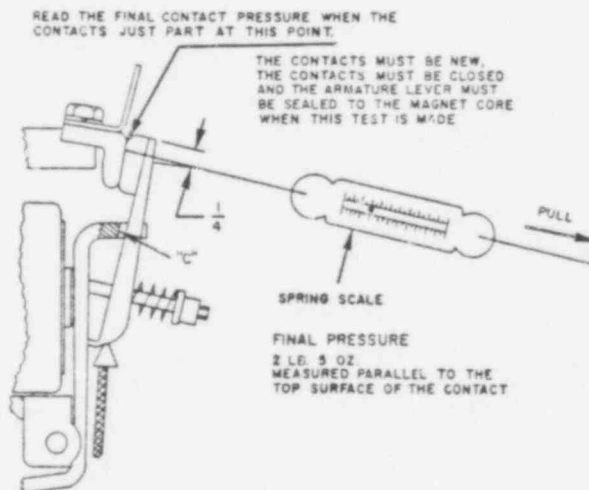 READ THE FINAL CONTACT PRESSURE WHEN THE
CONTACTS JUST PART AT THIS POINT.
THE CONTACTS MUST BE NEW,
THE CONTACTS MUST BE CLOSED
AND THE ARMATURE LEVER MUST
BE SEALED TO THE MAGNET CORE
WHEN THIS TEST IS MADE
1/4
"C"
PULL
SPRING SCALE
FINAL PRESSURE
2 LB. 5 OZ.
MEASURED PARALLEL TO THE
TOP SURFACE OF THE CONTACT